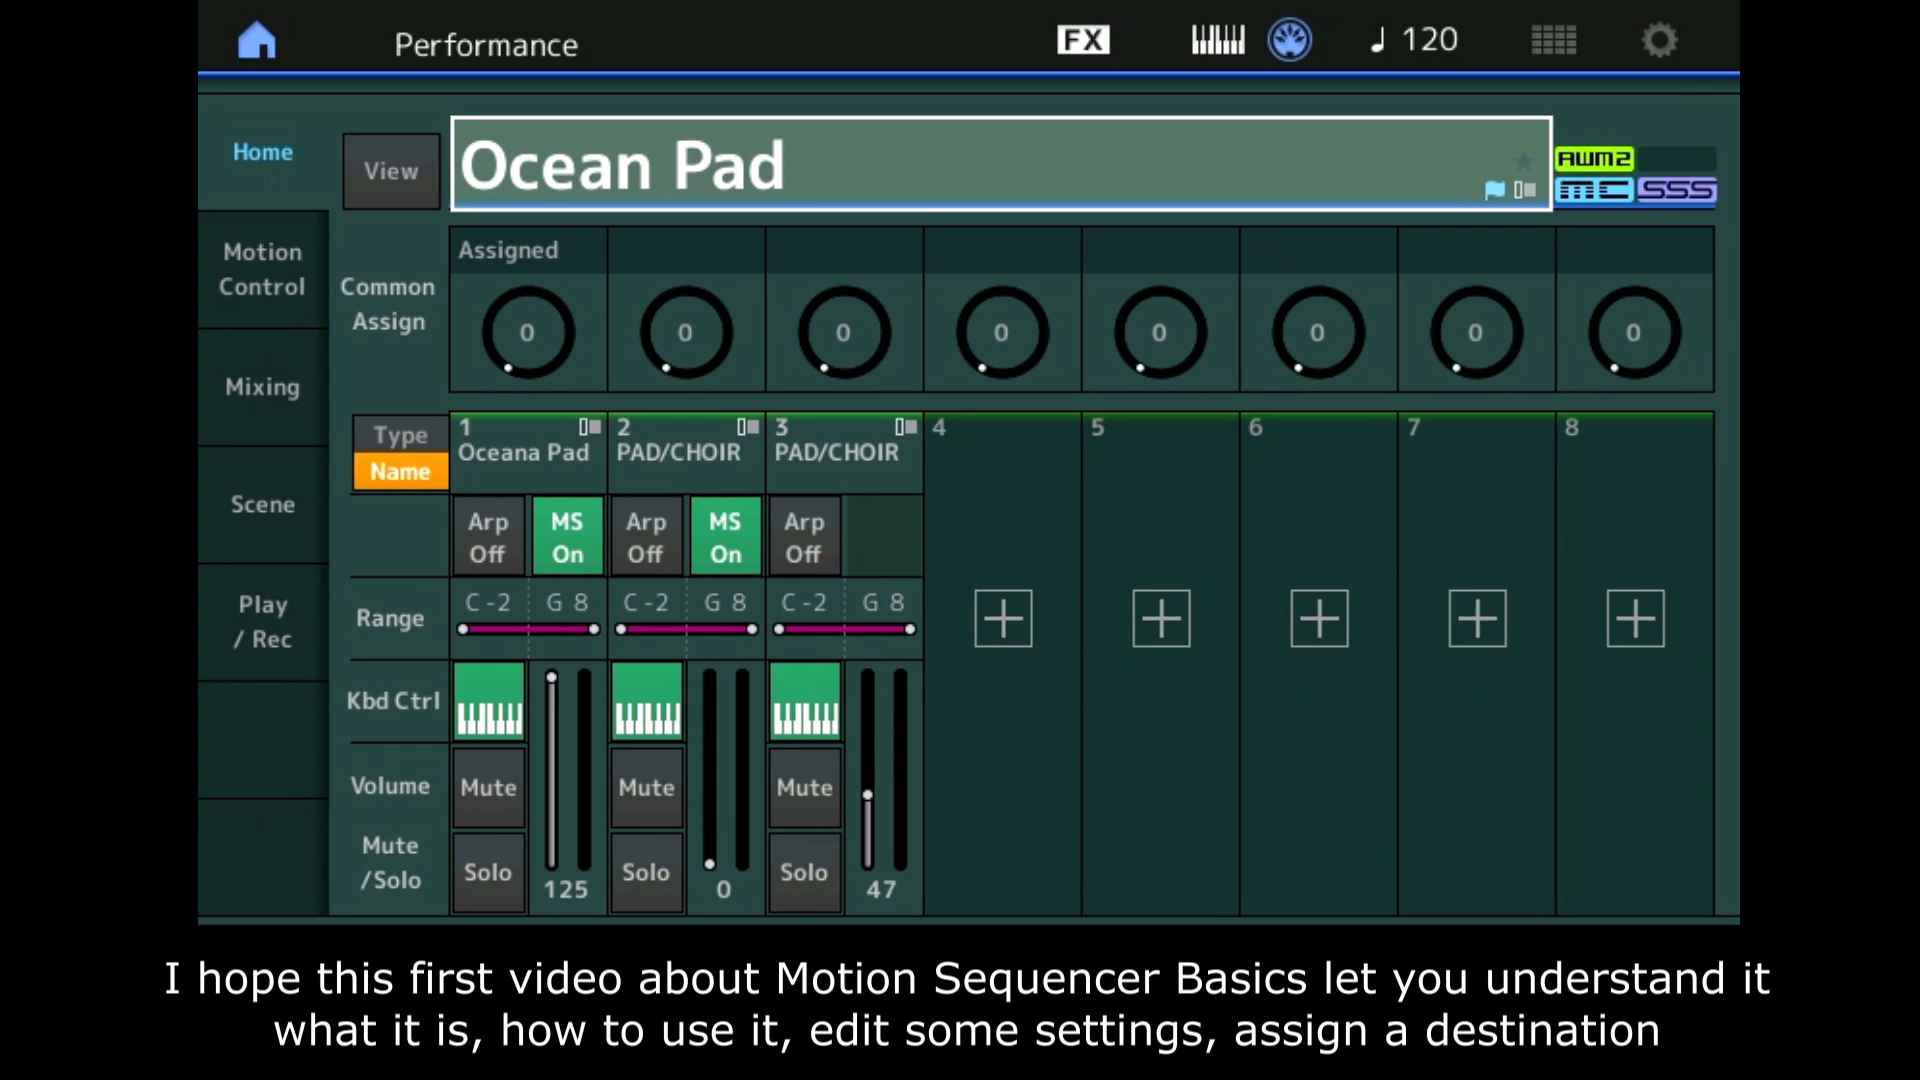 Performance
FX
120
Home
View
Ocean Pad
AWM2
MC
SSS
Motion
Control
Common
Assign
Assigned
0 0 0 0 0 0 0 0
Mixing
Scene
Play
/ Rec
Type
Name
1 2 3 4 5 6 7 8
Oceana Pad PAD/CHOIR PAD/CHOIR
Arp MS Arp MS Arp
Off On Off On Off
Range
C -2 G 8 C -2 G 8 C -2 G 8
Kbd Ctrl
Volume
Mute Mute Mute
Mute
/Solo
Solo Solo Solo
125 0 47
I hope this first video about Motion Sequencer Basics let you understand it
what it is, how to use it, edit some settings, assign a destination